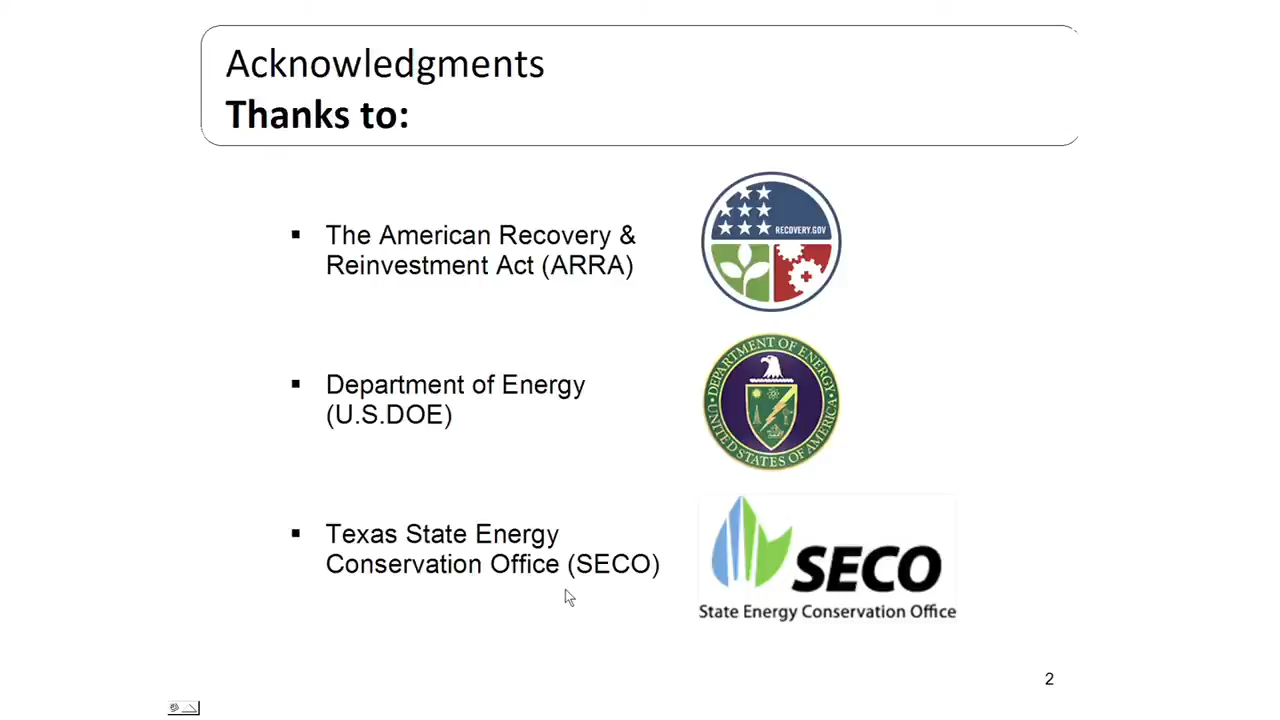 Acknowledgments
Thanks to:
▪ The American Recovery &
Reinvestment Act (ARRA)
RECOVERY.GOV
▪ Department of Energy
(U.S.DOE)
DEPARTMENT OF ENERGY
UNITED STATES OF AMERICA
▪ Texas State Energy
Conservation Office (SECO)
SECO
State Energy Conservation Office
2